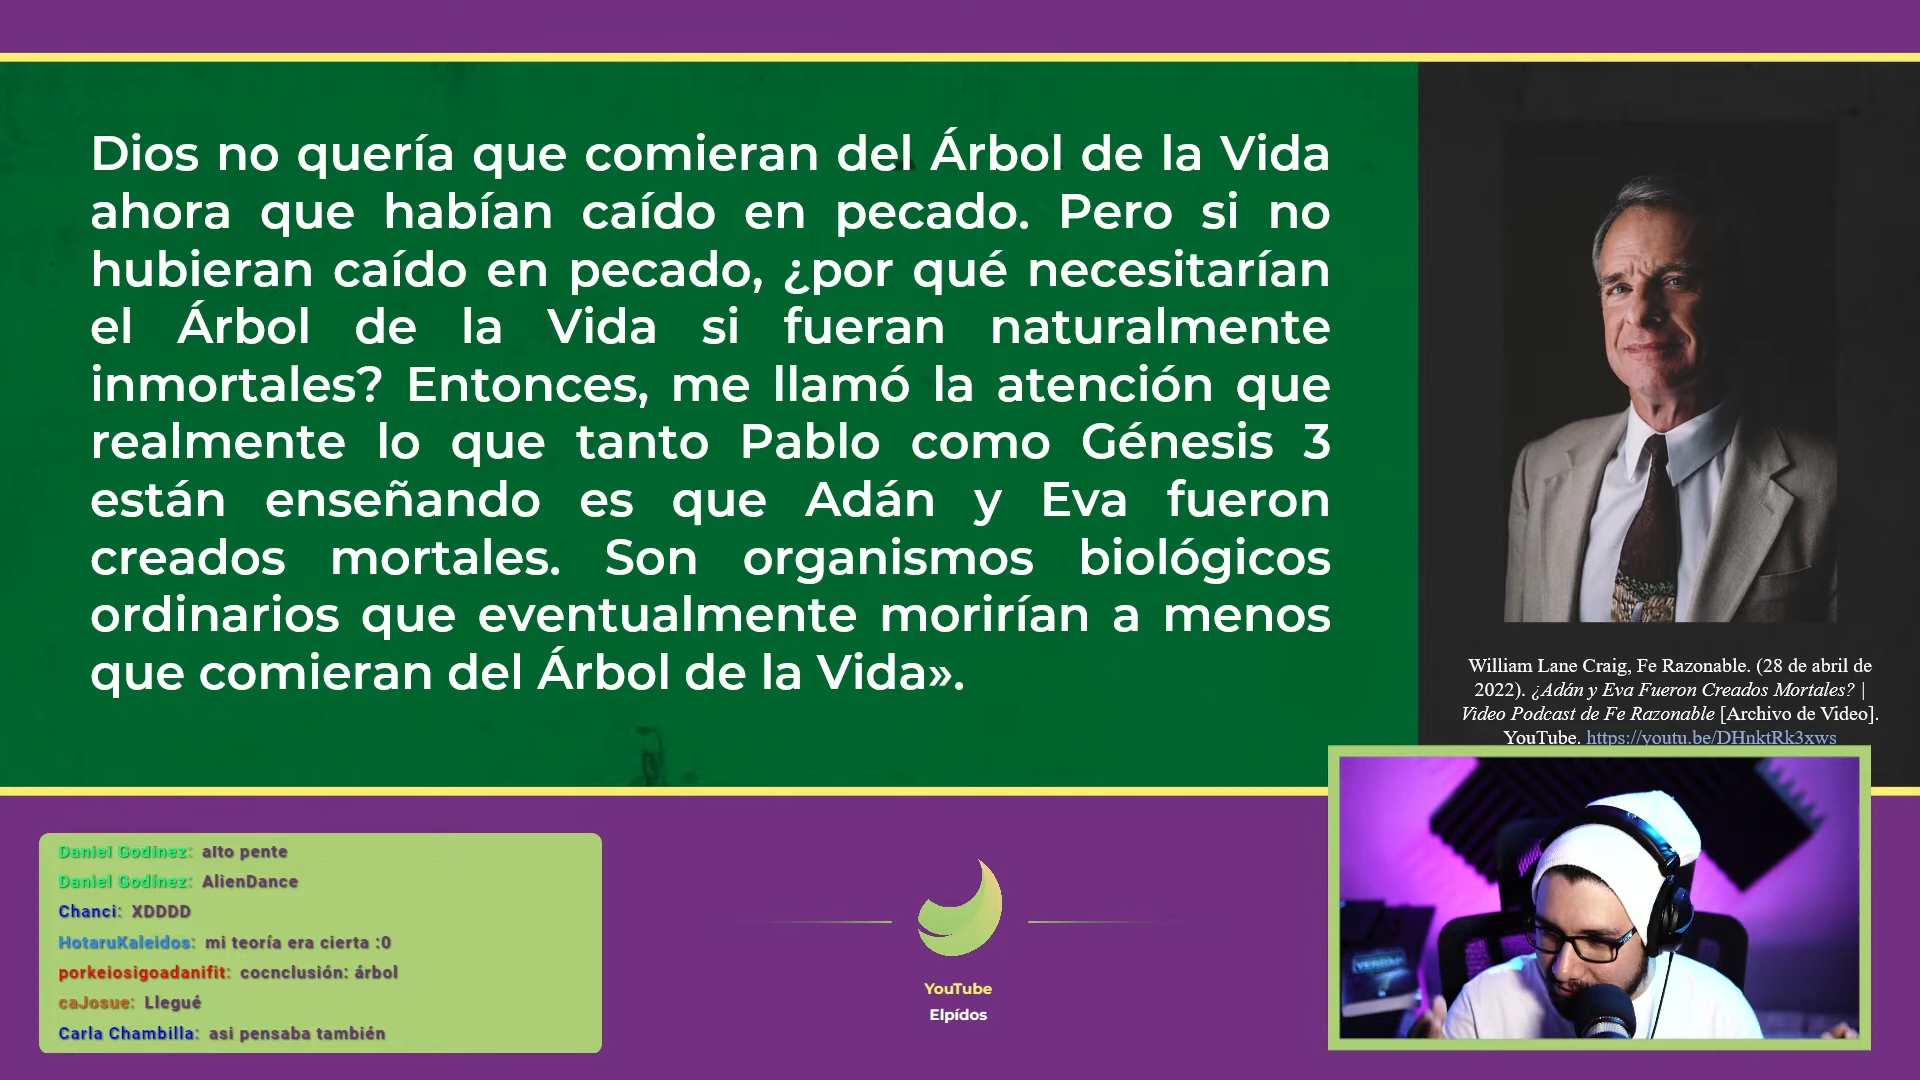 Dios no quería que comieran del Árbol de la Vida
ahora que habían caído en pecado. Pero si no
hubieran caído en pecado, ¿por qué necesitarían
el Árbol de la Vida si fueran naturalmente
inmortales? Entonces, me llamó la atención que
realmente lo que tanto Pablo como Génesis 3
están enseñando es que Adán y Eva fueron
creados mortales. Son organismos biológicos
ordinarios que eventualmente morirían a menos
que comieran del Árbol de la Vida».
William Lane Craig, Fe Razonable. (28 de abril de
2022). ¿Adán y Eva Fueron Creados Mortales? |
Video Podcast de Fe Razonable [Archivo de Video].
YouTube. https://youtu.be/DHnktRk3xws
Daniel Godínez: alto pente
Daniel Godínez: AlienDance
Chanci: XDDDD
HotaruKaleidos: mi teoría era cierta :0
porkeiosigoadanifit: cocnclusión: árbol
caJosue: Llegué
Carla Chambilla: asi pensaba también
YouTube
Elpídos